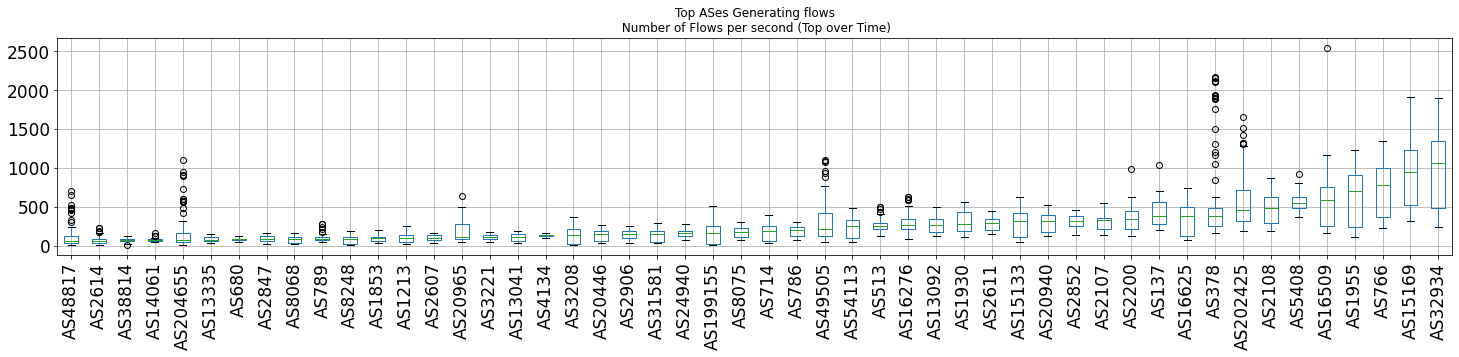 Top ASes Generating flows
Number of Flows per second (Top over Time)
2500
2000
1500
1000
500
0
AS48817
AS2614
AS38814
AS14061
AS204655
AS13335
AS680
AS2647
AS8068
AS789
AS8248
AS1853
AS1213
AS2607
AS20965
AS3221
AS13041
AS4134
AS3208
AS20446
AS2906
AS31581
AS24940
AS199155
AS8075
AS714
AS786
AS49505
AS54113
AS5513
AS16276
AS13092
AS1930
AS2611
AS15133
AS20940
AS2852
AS2107
AS2200
AS137
AS16625
AS378
AS202425
AS2108
AS5408
AS16509
AS1955
AS766
AS15169
AS32934